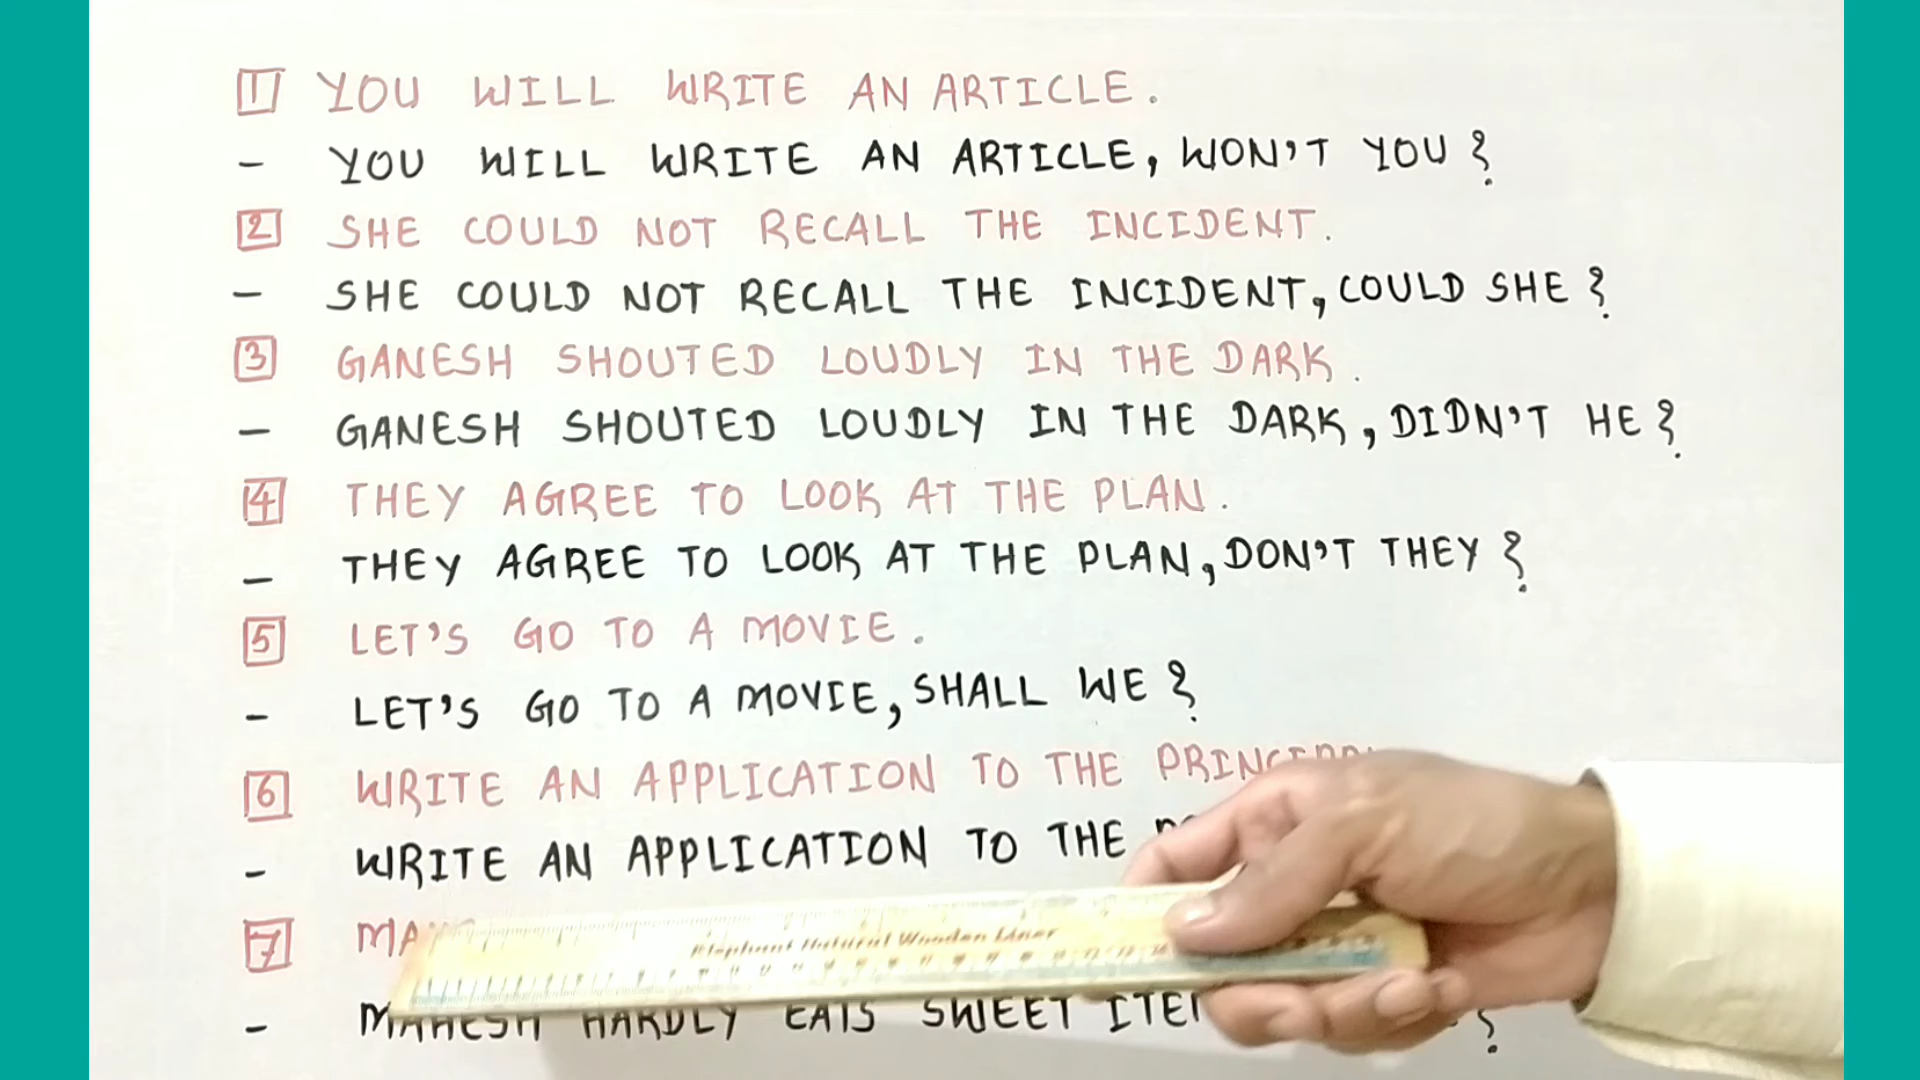 1 YOU WILL WRITE AN ARTICLE.
- YOU WILL WRITE AN ARTICLE, WON'T YOU?
2 SHE COULD NOT RECALL THE INCIDENT.
- SHE COULD NOT RECALL THE INCIDENT, COULD SHE?
3 GANESH SHOUTED LOUDLY IN THE DARK.
- GANESH SHOUTED LOUDLY IN THE DARK, DIDN'T HE?
4 THEY AGREE TO LOOK AT THE PLAN.
- THEY AGREE TO LOOK AT THE PLAN, DON'T THEY?
5 LET'S GO TO A MOVIE.
- LET'S GO TO A MOVIE, SHALL WE?
6 WRITE AN APPLICATION TO THE
- WRITE AN APPLICATION TO THE
7
Elephant Natural Wooden Liner
- MAHESH HARDLY EATS SWEET ?